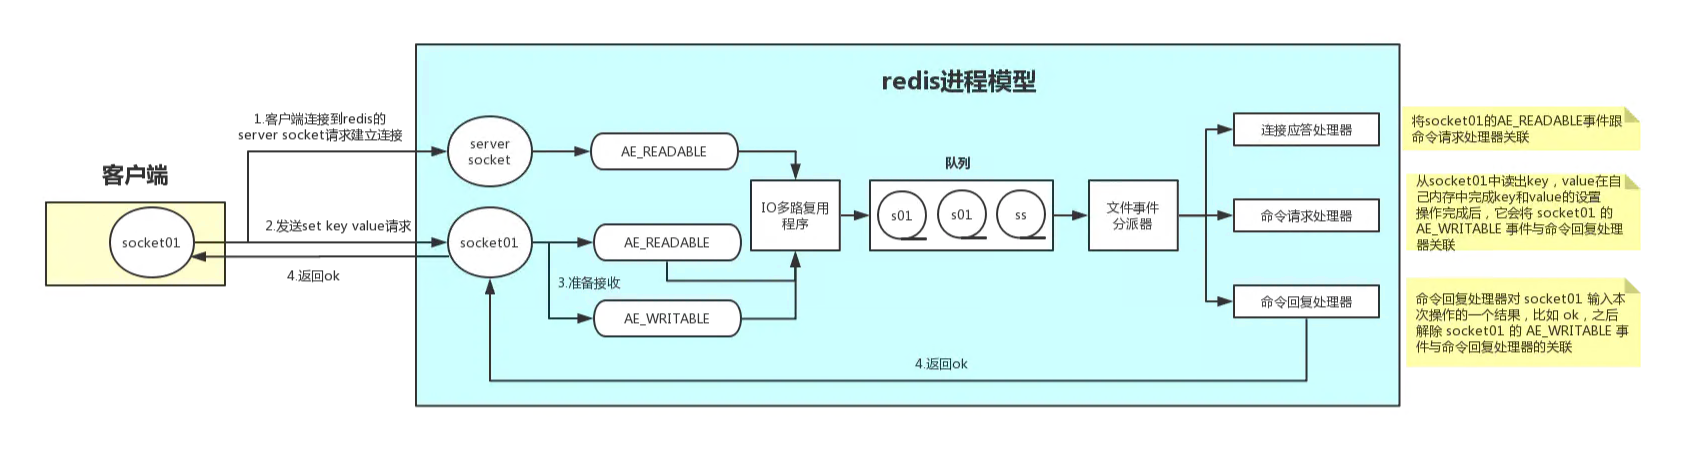 redis进程模型
1.客户端连接到redis的
server socket请求建立连接
客户端
socket01
2.发送set key value请求
4.返回ok
server
socket
AE_READABLE
socket01
AE_READABLE
3.准备接收
AE_WRITABLE
IO多路复用
程序
队列
s01
s01
ss
文件事件
分派器
连接应答处理器
命令请求处理器
命令回复处理器
4.返回ok
将socket01的AE_READABLE事件跟
命令请求处理器关联
从socket01中读出key，value在自
己内存中完成key和value的设置
操作完成后，它会将 socket01 的
AE_WRITABLE 事件与命令回复处理
器关联
命令回复处理器对 socket01 输入本
次操作的一个结果，比如 ok，之后
解除 socket01 的 AE_WRITABLE 事
件与命令回复处理器的关联